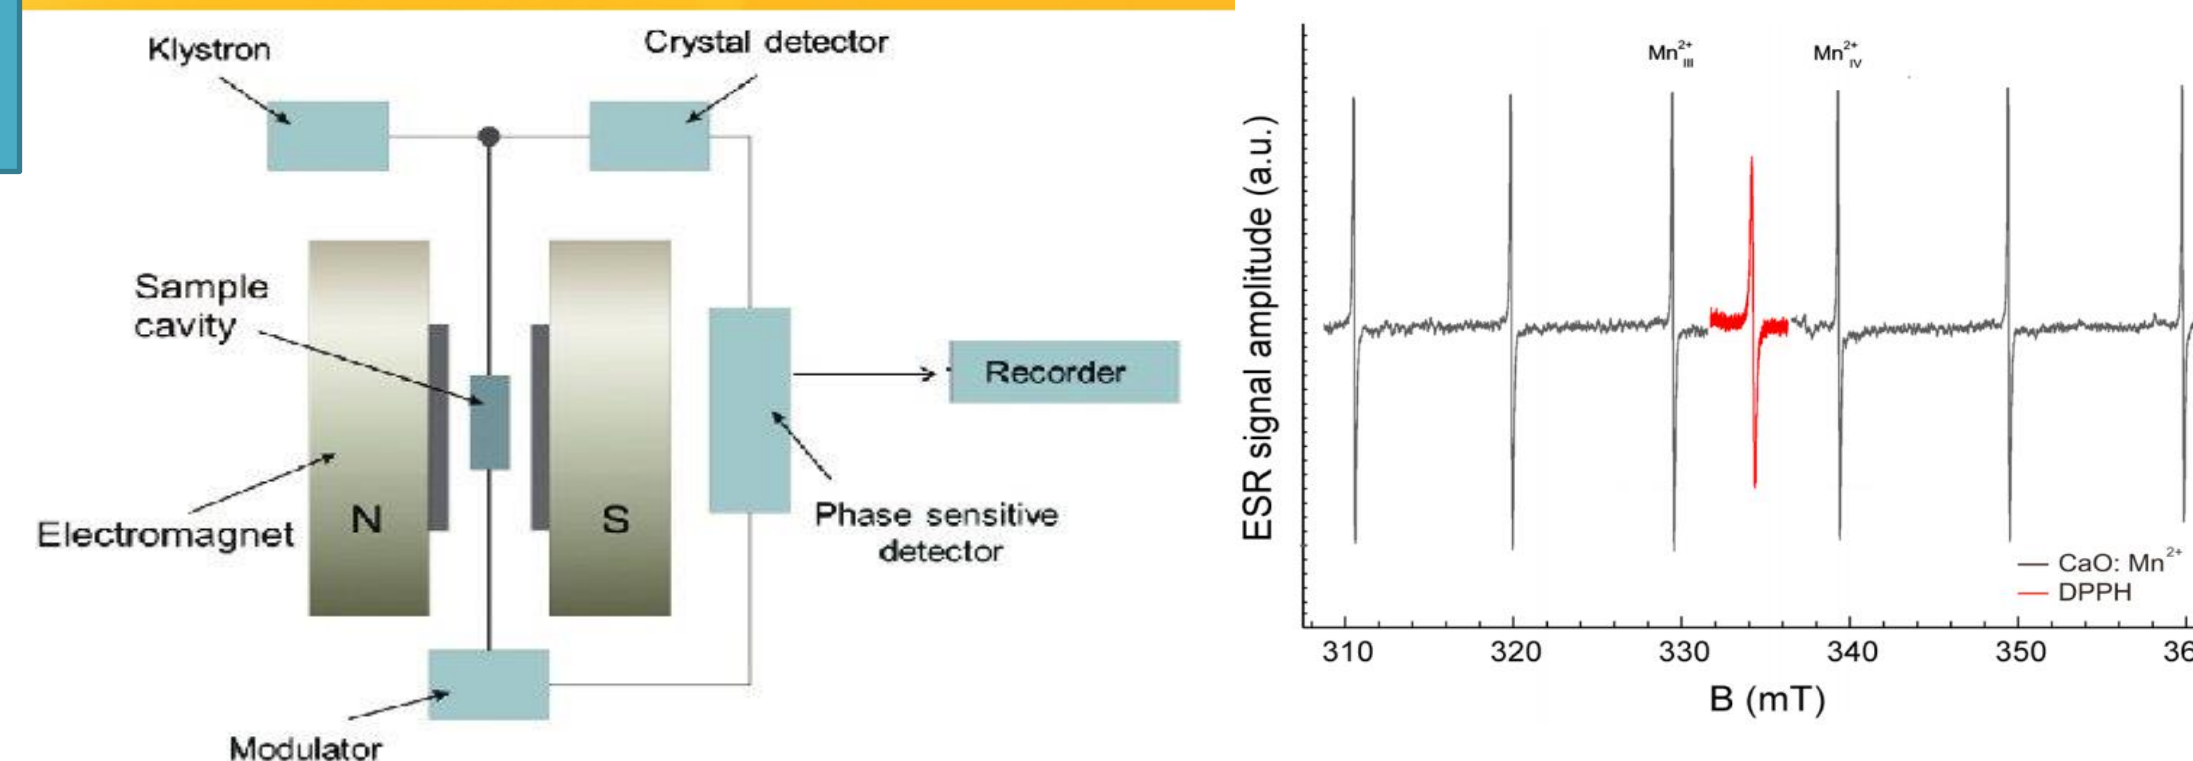 Klystron
Crystal detector
Sample
cavity
Electromagnet
N
S
Recorder
Phase sensitive
detector
Modulator
ESR signal amplitude (a.u.)
Mn²⁺III
Mn²⁺IV
CaO: Mn²⁺
DPPH
310 320 330 340 350 36
B (mT)